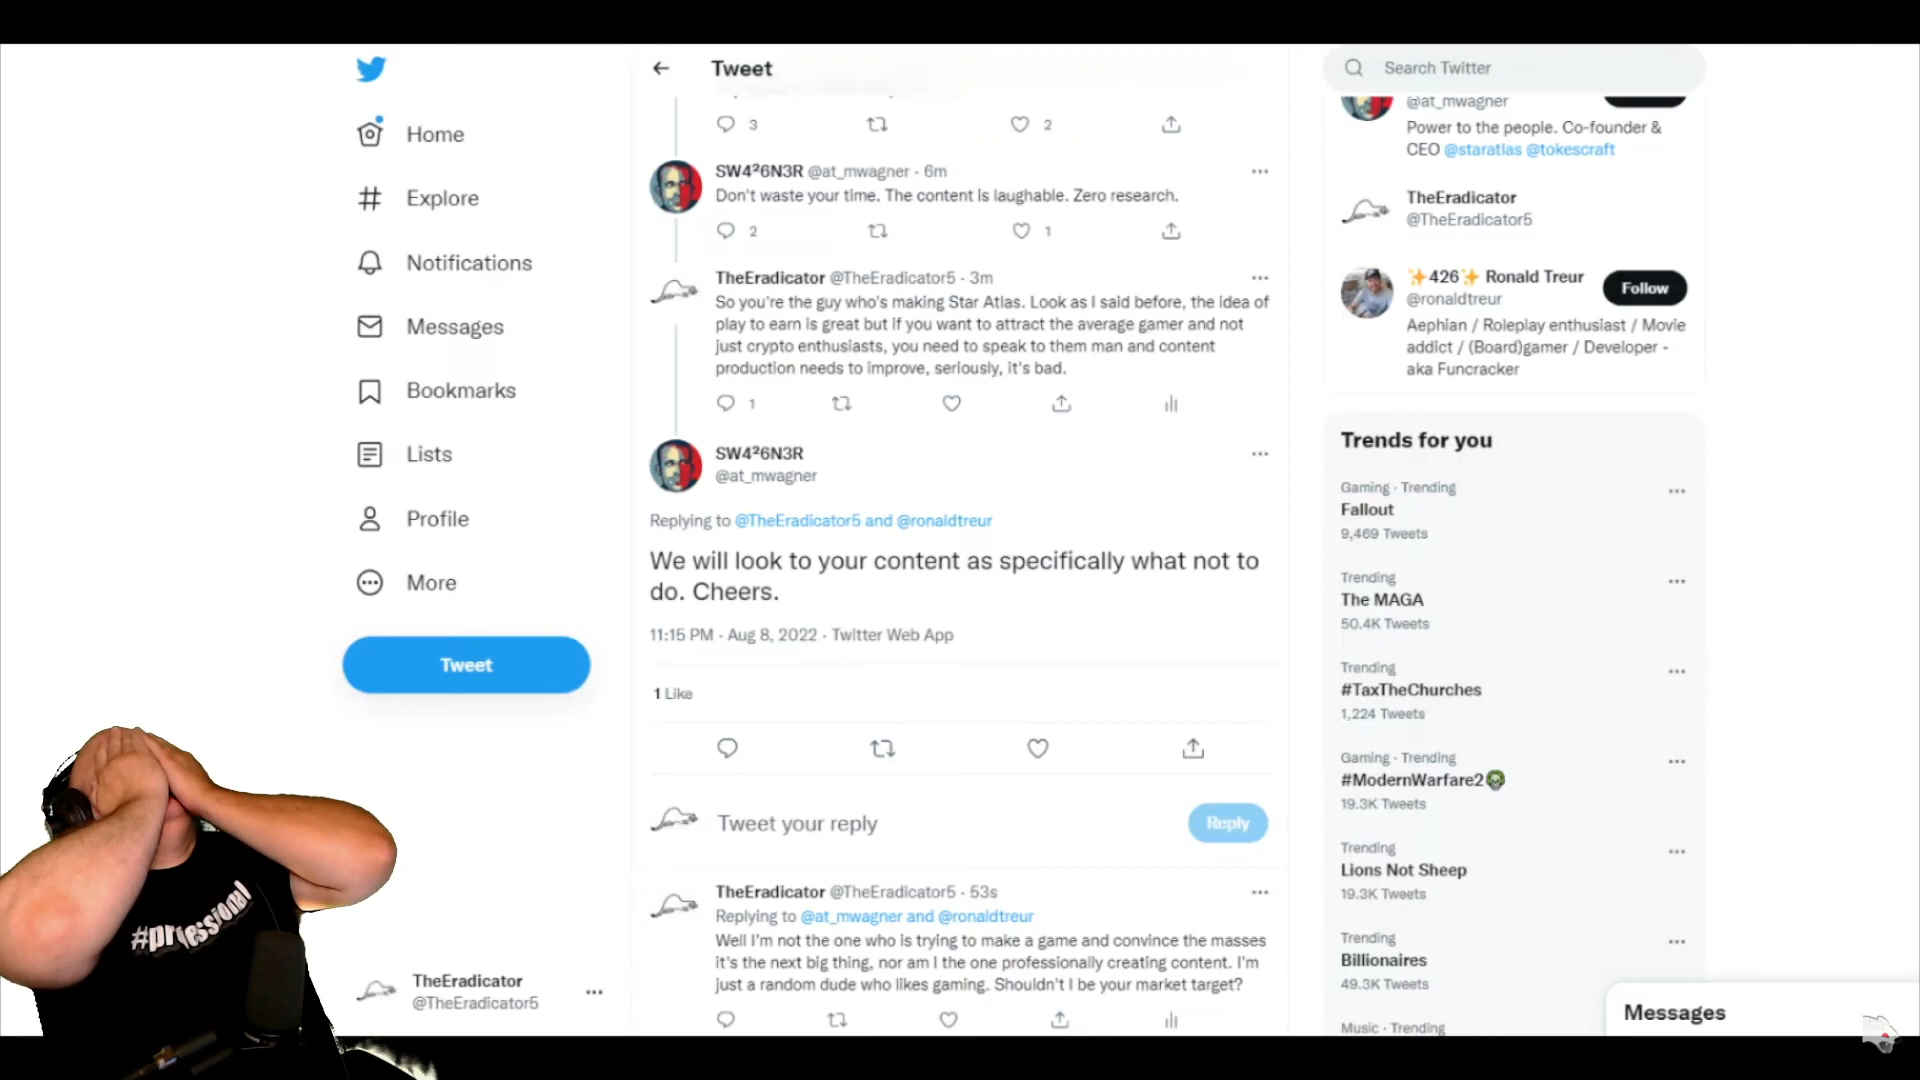 Tweet
Search Twitter
Home
Explore
Notifications
Messages
Bookmarks
Lists
Profile
More
Tweet
TheEradicator
@TheEradicator5
3
2
SW4²6N3R @at_mwagner · 6m
Don't waste your time. The content is laughable. Zero research.
2
1
TheEradicator @TheEradicator5 · 3m
So you're the guy who's making Star Atlas. Look as I said before, the idea of
play to earn is great but if you want to attract the average gamer and not
just crypto enthusiasts, you need to speak to them man and content
production needs to improve, seriously, it's bad.
1
SW4²6N3R
@at_mwagner
Replying to @TheEradicator5 and @ronaldtreur
We will look to your content as specifically what not to
do. Cheers.
11:15 PM · Aug 8, 2022 · Twitter Web App
1 Like
Tweet your reply
Reply
TheEradicator @TheEradicator5 · 53s
Replying to @at_mwagner and @ronaldtreur
Well I'm not the one who is trying to make a game and convince the masses
it's the next big thing, nor am I the one professionally creating content. I'm
just a random dude who likes gaming. Shouldn't I be your market target?
@at_mwagner
Power to the people. Co-founder &
CEO @staratlas @tokescraft
TheEradicator
@TheEradicator5
✨426✨ Ronald Treur
@ronaldtreur
Follow
Aephian / Roleplay enthusiast / Movie
addict / (Board)gamer / Developer -
aka Funcracker
Trends for you
Gaming · Trending
Fallout
9,469 Tweets
Trending
The MAGA
50.4K Tweets
Trending
#TaxTheChurches
1,224 Tweets
Gaming · Trending
#ModernWarfare2
19.3K Tweets
Trending
Lions Not Sheep
19.3K Tweets
Trending
Billionaires
49.3K Tweets
Music · Trending
Messages